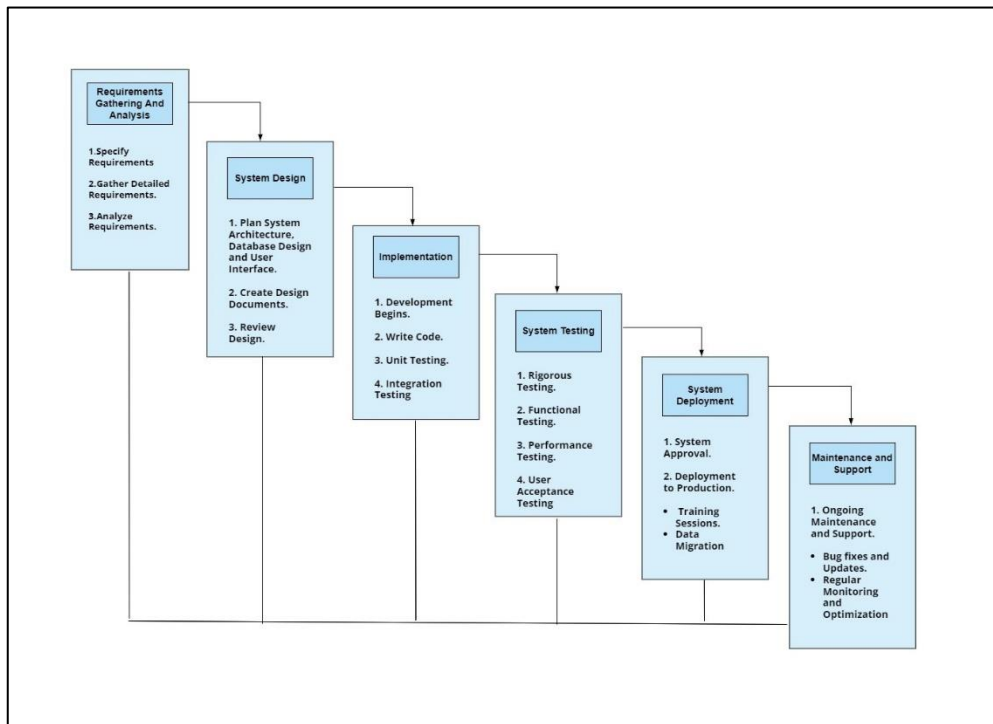 Requirements
Gathering And
Analysis
1.Specify
Requirements
2.Gather Detailed
Requirements.
3.Analyze
Requirements.
System Design
1. Plan System
Architecture,
Database Design
and User
Interface.
2. Create Design
Documents.
3. Review
Design.
Implementation
1. Development
Begins.
2. Write Code.
3. Unit Testing.
4. Integration
Testing
System Testing
1. Rigorous
Testing.
2. Functional
Testing.
3. Performance
Testing.
4. User
Acceptance
Testing
System
Deployment
1. System
Approval.
2. Deployment
to Production.
• Training
Sessions.
• Data
Migration
Maintenance and
Support
1. Ongoing
Maintenance
and Support.
• Bug fixes and
Updates.
• Regular
Monitoring
and
Optimization